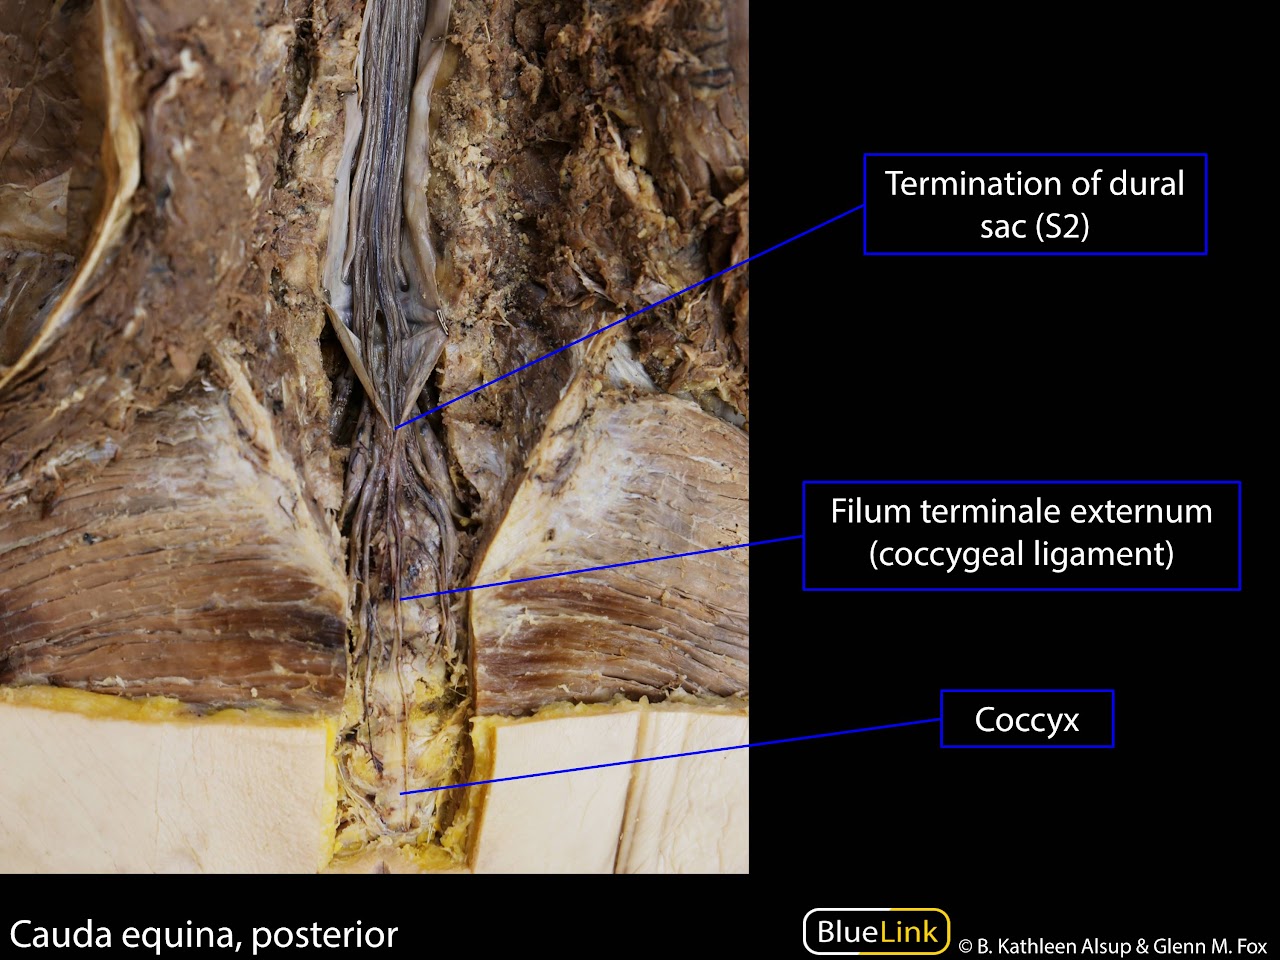 Termination of dural
sac (S2)
Filum terminale externum
(coccygeal ligament)
Coccyx
Cauda equina, posterior
BlueLink
© B. Kathleen Alsup & Glenn M. Fox